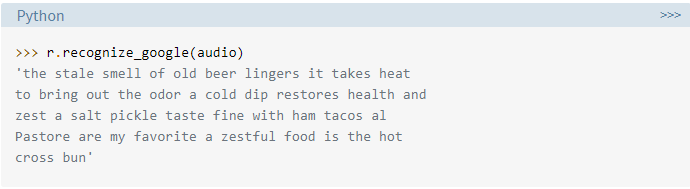 Python
>>>
>>> r.recognize_google(audio)
'the stale smell of old beer lingers it takes heat
to bring out the odor a cold dip restores health and
zest a salt pickle taste fine with ham tacos al
Pastore are my favorite a zestful food is the hot
cross bun'